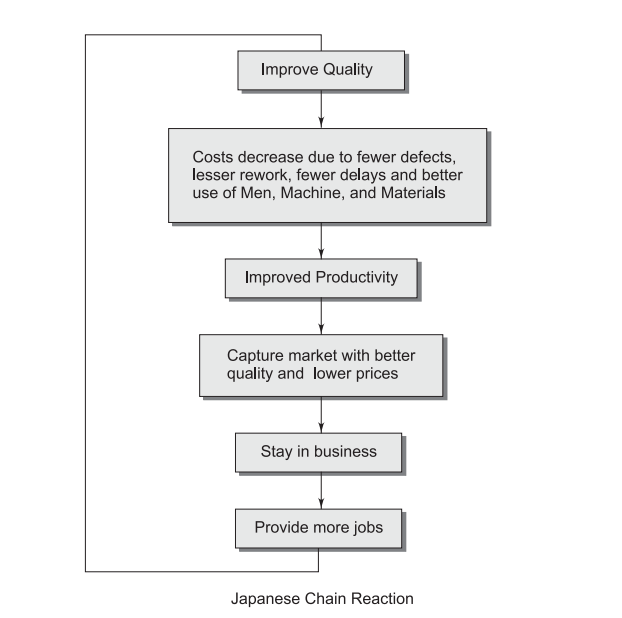 Improve Quality
Costs decrease due to fewer defects,
lesser rework, fewer delays and better
use of Men, Machine, and Materials
Improved Productivity
Capture market with better
quality and lower prices
Stay in business
Provide more jobs
Japanese Chain Reaction